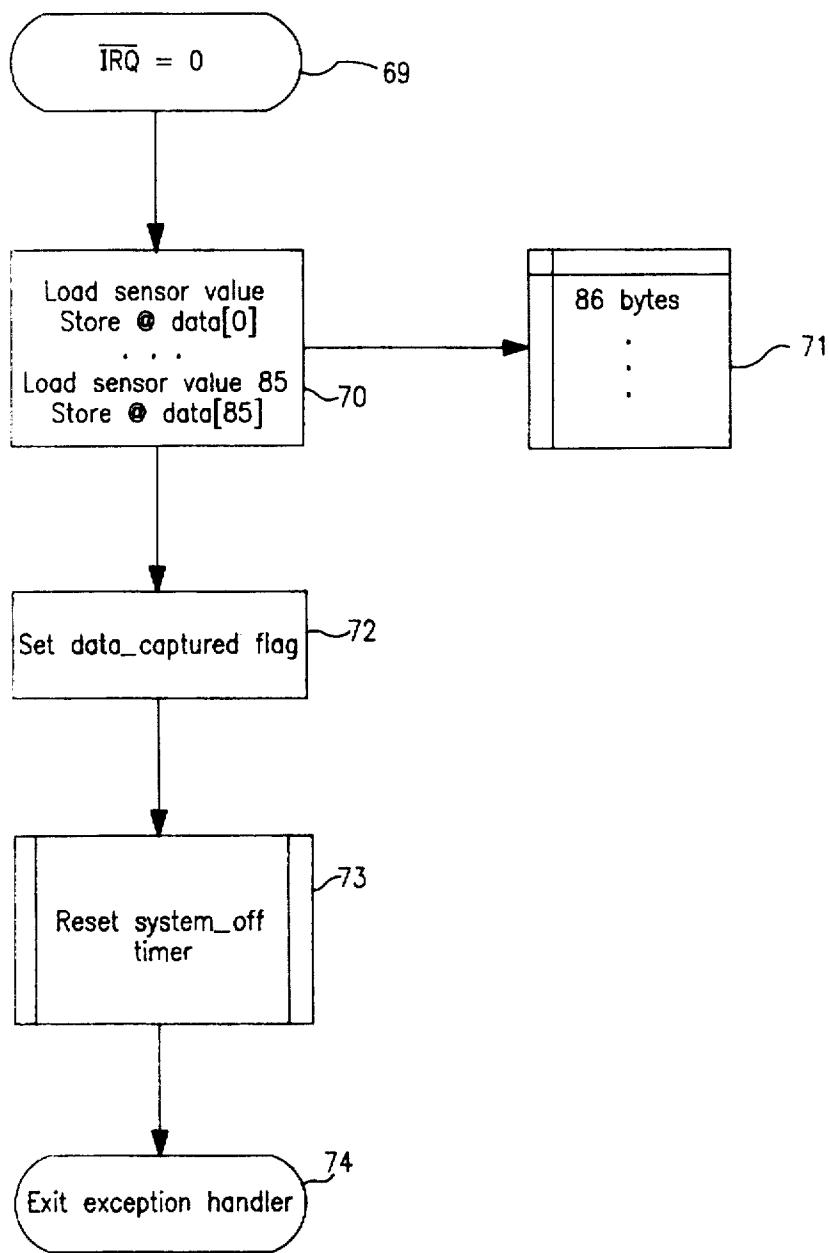 I̅R̅Q̅ = 0
69
Load sensor value
Store @ data[0]
. . .
Load sensor value 85
Store @ data[85]
70
86 bytes
.
.
.
71
Set data_captured flag
72
Reset system_off
timer
73
Exit exception handler
74